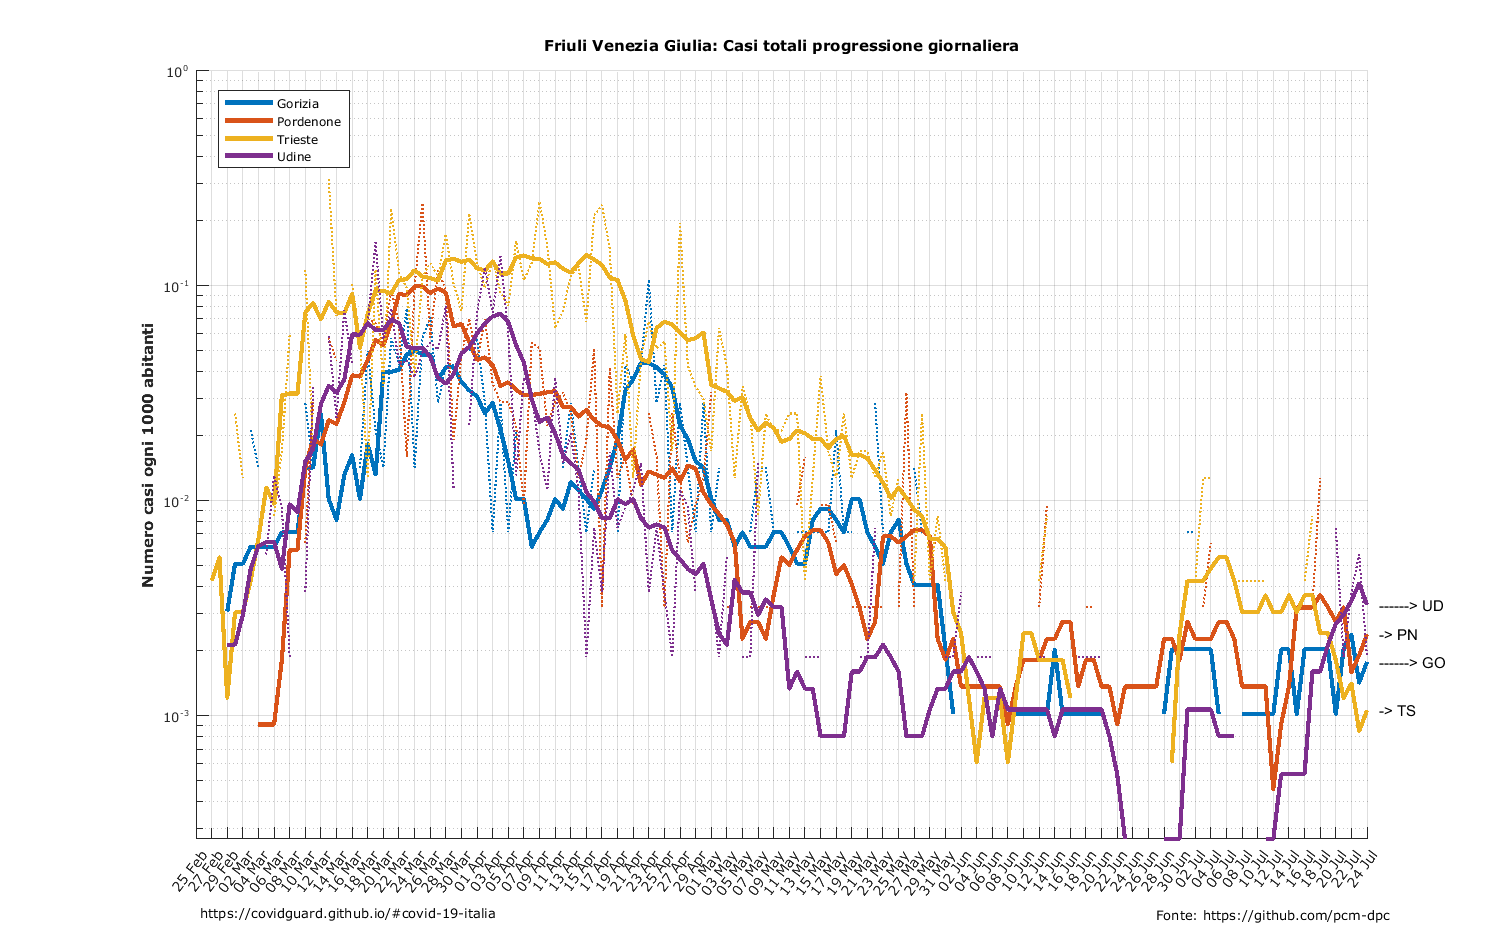 Friuli Venezia Giulia: Casi totali progressione giornaliera
10⁰
10⁻¹
10⁻²
10⁻³
Numero casi ogni 1000 abitanti
Gorizia
Pordenone
Trieste
Udine
------> UD
-> PN
------> GO
-> TS
25 Feb
27 Feb
29 Feb
02 Mar
04 Mar
06 Mar
08 Mar
10 Mar
12 Mar
14 Mar
16 Mar
18 Mar
20 Mar
22 Mar
24 Mar
26 Mar
28 Mar
30 Mar
01 Apr
03 Apr
05 Apr
07 Apr
09 Apr
11 Apr
13 Apr
15 Apr
17 Apr
19 Apr
21 Apr
23 Apr
25 Apr
27 Apr
29 Apr
01 May
03 May
05 May
07 May
09 May
11 May
13 May
15 May
17 May
19 May
21 May
23 May
25 May
27 May
29 May
31 May
02 Jun
04 Jun
06 Jun
08 Jun
10 Jun
12 Jun
14 Jun
16 Jun
18 Jun
20 Jun
22 Jun
24 Jun
26 Jun
28 Jun
30 Jun
02 Jul
04 Jul
06 Jul
08 Jul
10 Jul
12 Jul
14 Jul
16 Jul
18 Jul
20 Jul
22 Jul
24 Jul
https://covidguard.github.io/#covid-19-italia
Fonte: https://github.com/pcm-dpc